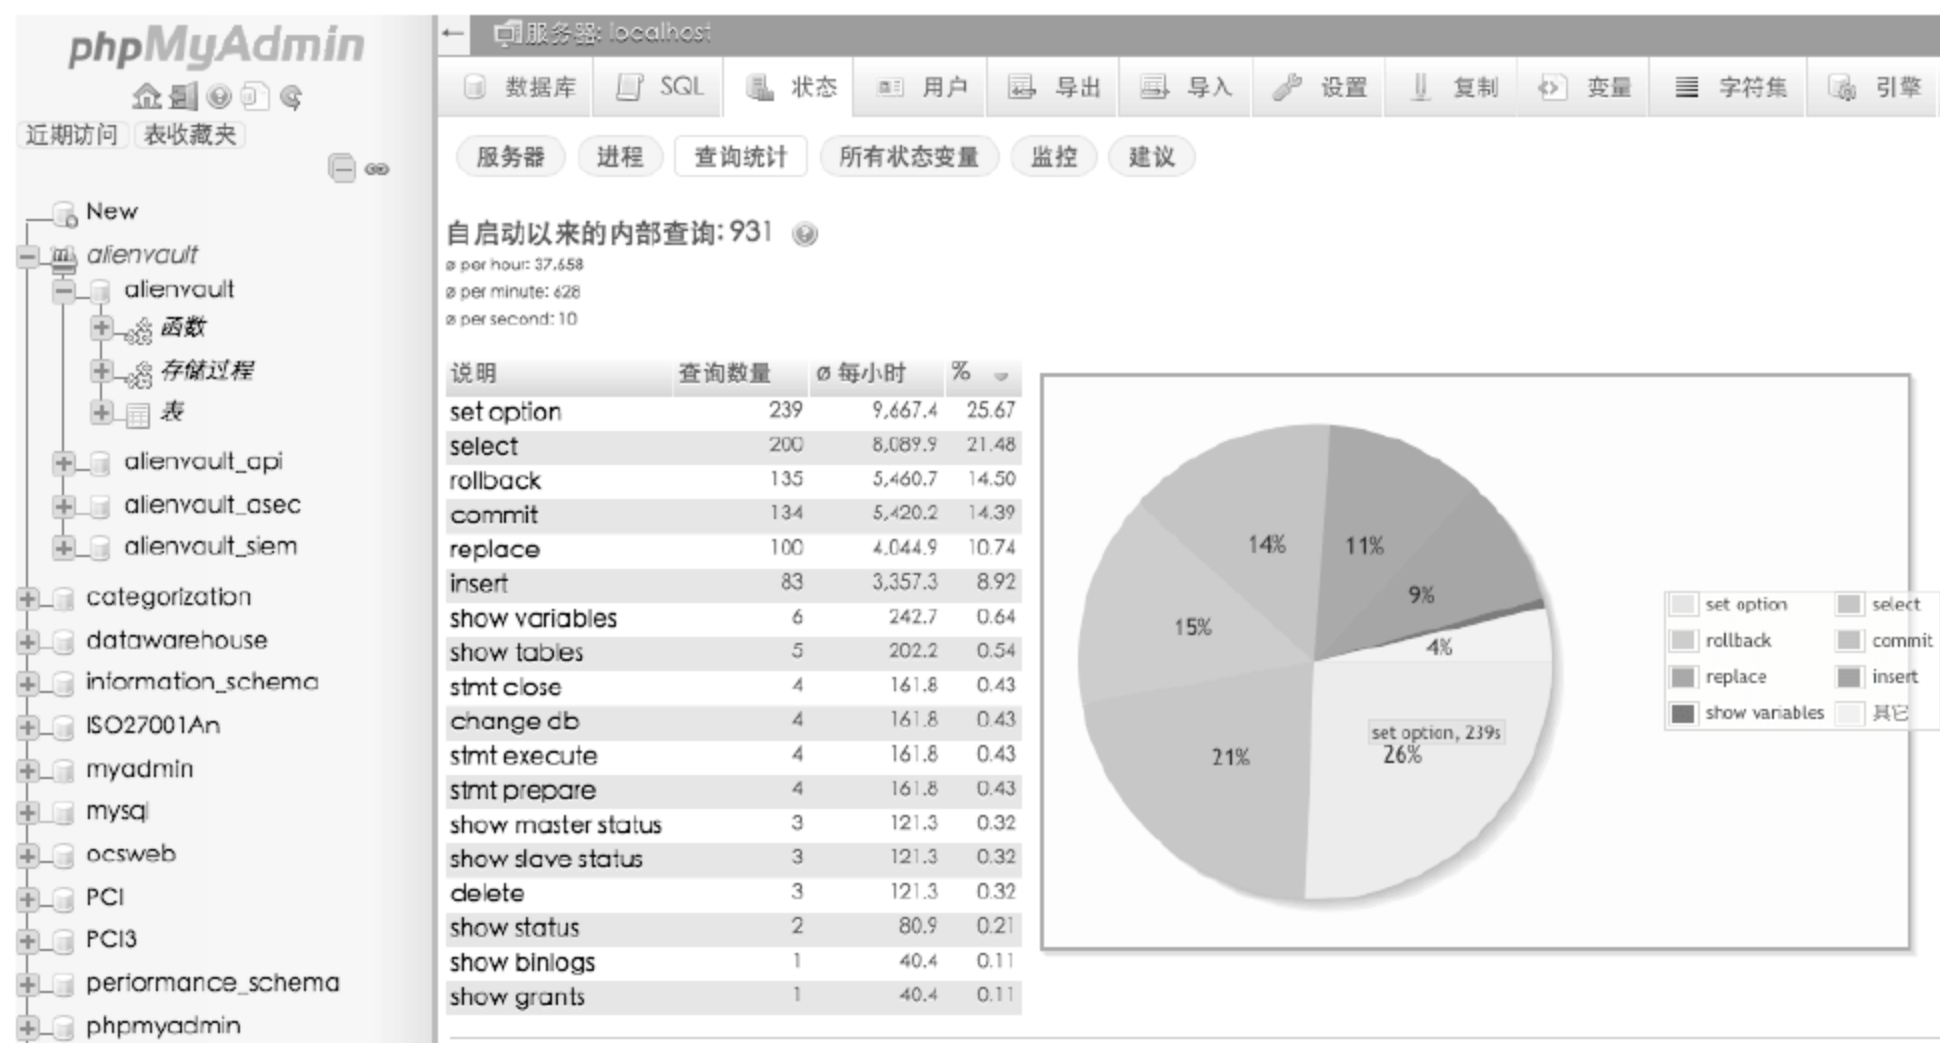 phpMyAdmin
近期访问 表收藏夹
New
alienvault
alienvault
函数
存储过程
表
alienvault_api
alienvault_asec
alienvault_siem
categorization
datawarehouse
information_schema
ISO27001An
myadmin
mysql
ocsweb
PCI
PCI3
performance_schema
phpmyadmin
←
服务器: localhost
数据库 SQL 状态 用户 导出 导入 设置 复制 变量 字符集 引擎
服务器 进程 查询统计 所有状态变量 监控 建议
自启动以来的内部查询: 931
ø per hour: 37,658
ø per minute: 628
ø per second: 10
说明 查询数量 ø 每小时 %
set option 239 9,667.4 25.67
select 200 8,089.9 21.48
rollback 135 5,460.7 14.50
commit 134 5,420.2 14.39
replace 100 4,044.9 10.74
insert 83 3,357.3 8.92
show variables 6 242.7 0.64
show tables 5 202.2 0.54
stmt close 4 161.8 0.43
change db 4 161.8 0.43
stmt execute 4 161.8 0.43
stmt prepare 4 161.8 0.43
show master status 3 121.3 0.32
show slave status 3 121.3 0.32
delete 3 121.3 0.32
show status 2 80.9 0.21
show binlogs 1 40.4 0.11
show grants 1 40.4 0.11
14% 11%
9%
15%
4%
set option, 239s
21% 26%
set option select
rollback commit
replace insert
show variables 其它